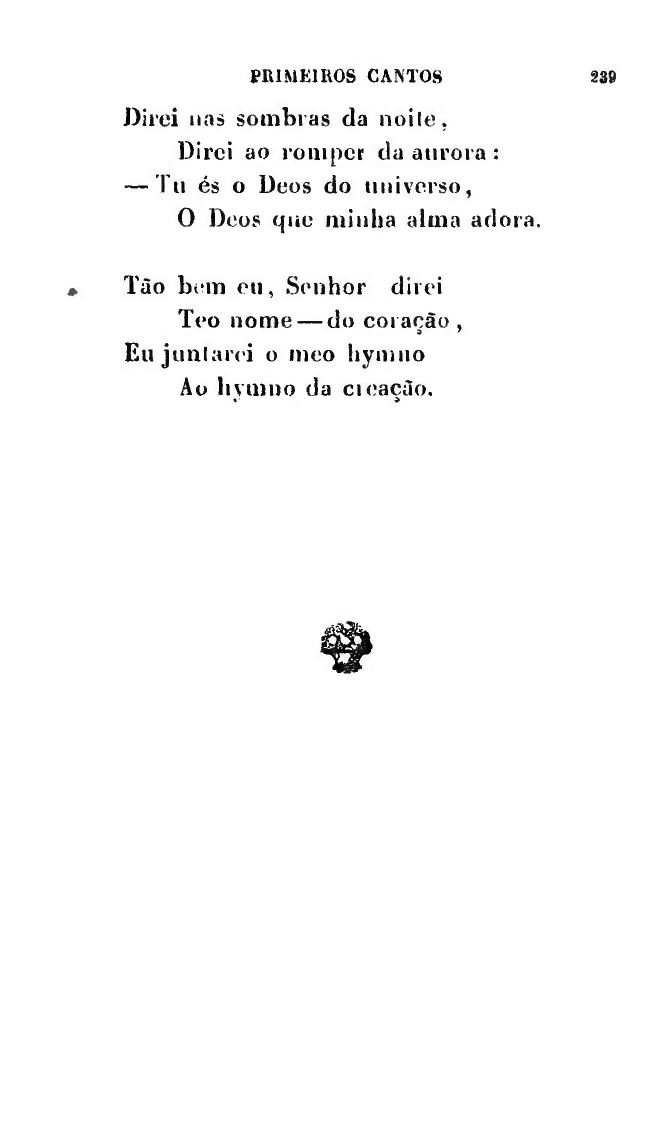 PRIMEIROS CANTOS 239
Direi nas sombras da noite,
Direi ao romper da aurora:
— Tu és o Deos do universo,
O Deos que minha alma adora.
Tão bem eu, Senhor direi
Teo nome — do coração,
Eu juntarei o meo hymno
Ao hymno da creação.